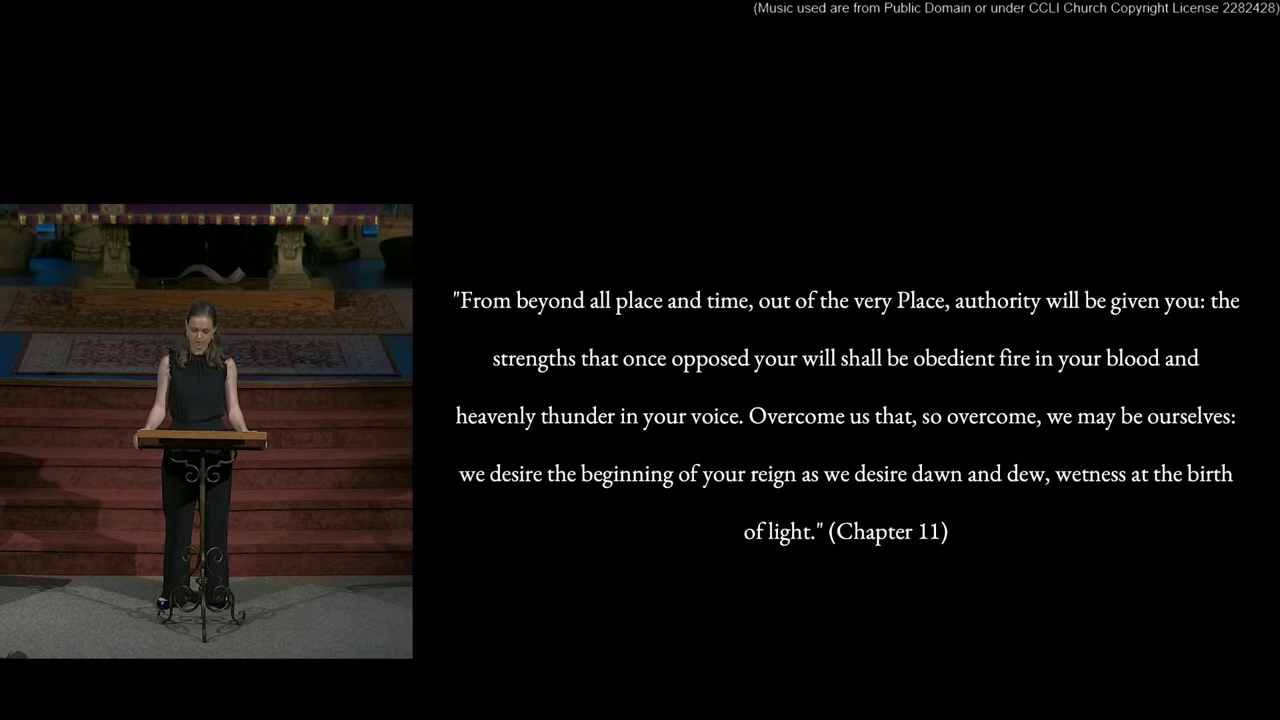 (Music used are from Public Domain or under CCLI Church Copyright License 2282428)
"From beyond all place and time, out of the very Place, authority will be given you: the
strengths that once opposed your will shall be obedient fire in your blood and
heavenly thunder in your voice. Overcome us that, so overcome, we may be ourselves:
we desire the beginning of your reign as we desire dawn and dew, wetness at the birth
of light." (Chapter 11)